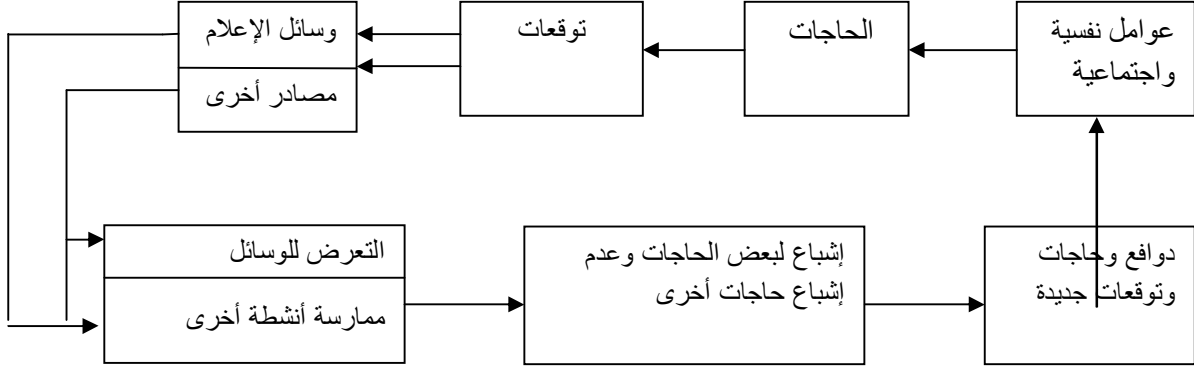 عوامل نفسية
واجتماعية
الحاجات
توقعات
وسائل الإعلام
مصادر أخرى
التعرض للوسائل
ممارسة أنشطة أخرى
إشباع لبعض الحاجات وعدم
إشباع حاجات أخرى
دوافع وحاجات
وتوقعات جديدة